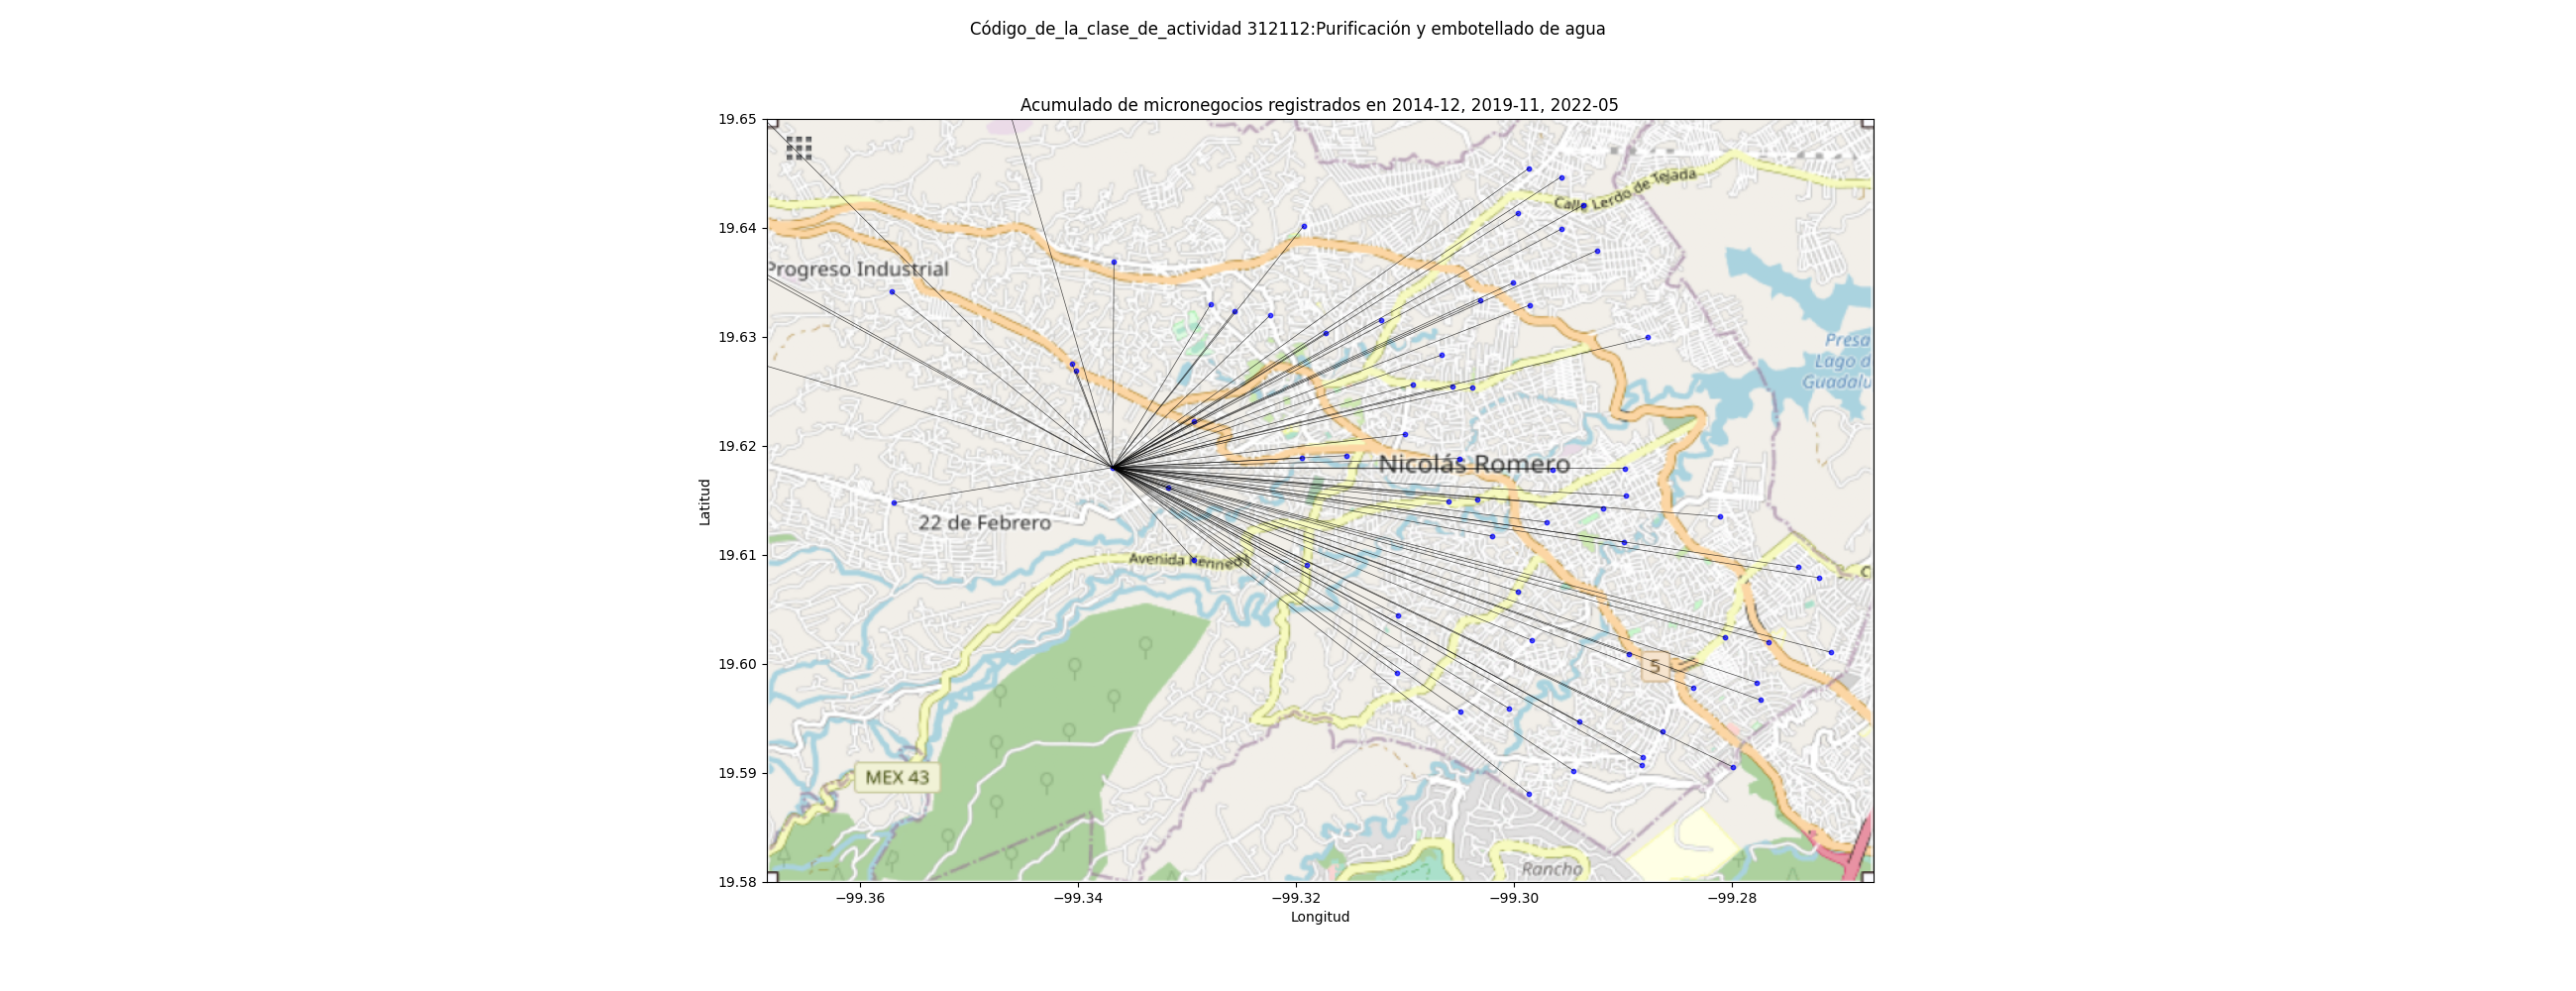 Código_de_la_clase_de_actividad 312112:Purificación y embotellado de agua
Acumulado de micronegocios registrados en 2014-12, 2019-11, 2022-05
19.65
19.64
19.63
19.62
19.61
19.60
19.59
19.58
Latitud
Calle Lerdo de Tejada
Progreso Industrial
Presa
Lago d
Guadalu
Nicolás Romero
22 de Febrero
Avenida Kennedy
C
5
MEX 43
Rancho
−99.36
−99.34
−99.32
−99.30
−99.28
Longitud